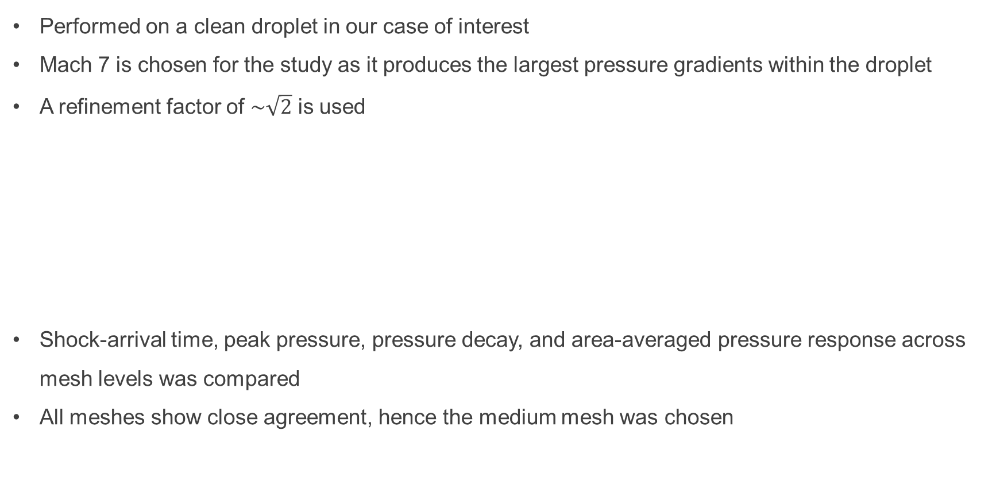 • Performed on a clean droplet in our case of interest
• Mach 7 is chosen for the study as it produces the largest pressure gradients within the droplet
• A refinement factor of ~√2 is used
• Shock-arrival time, peak pressure, pressure decay, and area-averaged pressure response across
mesh levels was compared
• All meshes show close agreement, hence the medium mesh was chosen